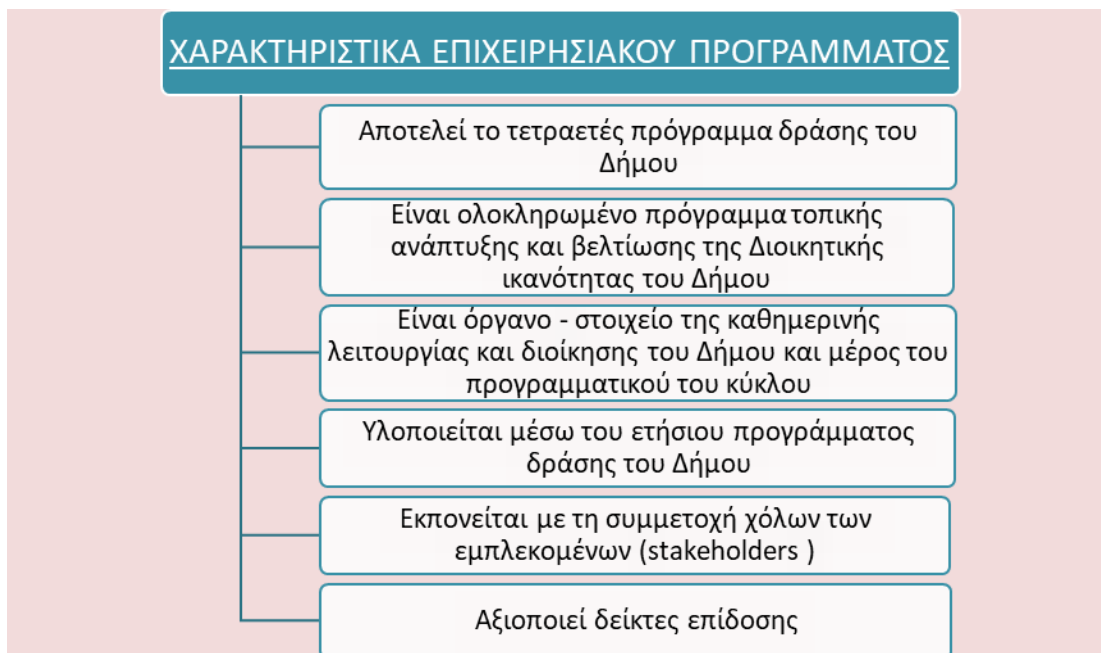 ΧΑΡΑΚΤΗΡΙΣΤΙΚΑ ΕΠΙΧΕΙΡΗΣΙΑΚΟΥ ΠΡΟΓΡΑΜΜΑΤΟΣ
Αποτελεί το τετραετές πρόγραμμα δράσης του
Δήμου
Είναι ολοκληρωμένο πρόγραμμα τοπικής
ανάπτυξης και βελτίωσης της Διοικητικής
ικανότητας του Δήμου
Είναι όργανο - στοιχείο της καθημερινής
λειτουργίας και διοίκησης του Δήμου και μέρος του
προγραμματικού του κύκλου
Υλοποιείται μέσω του ετήσιου προγράμματος
δράσης του Δήμου
Εκπονείται με τη συμμετοχή χόλων των
εμπλεκομένων (stakeholders )
Αξιοποιεί δείκτες επίδοσης